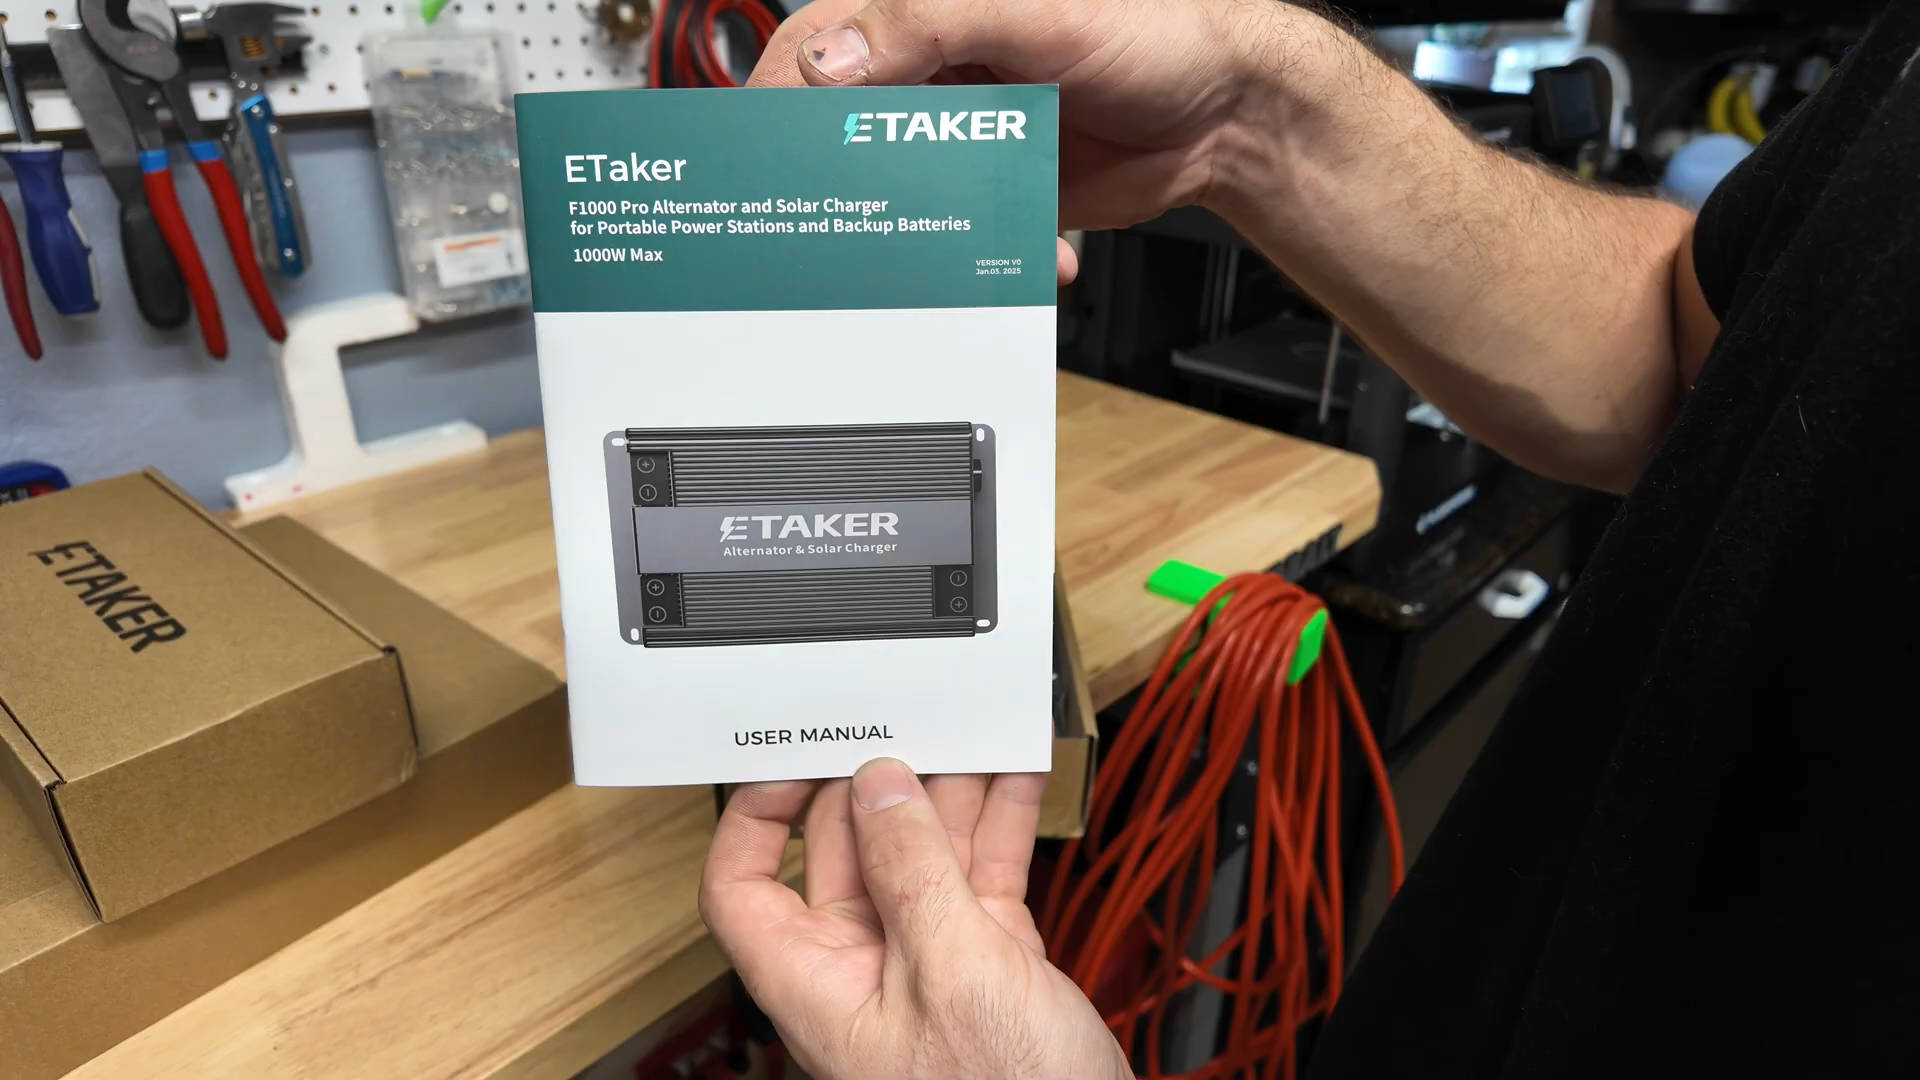 ETAKER
ETaker
F1000 Pro Alternator and Solar Charger
for Portable Power Stations and Backup Batteries
1000W Max
VERSION V0
Jan.03. 2025
ETAKER
Alternator & Solar Charger
USER MANUAL
ETAKER